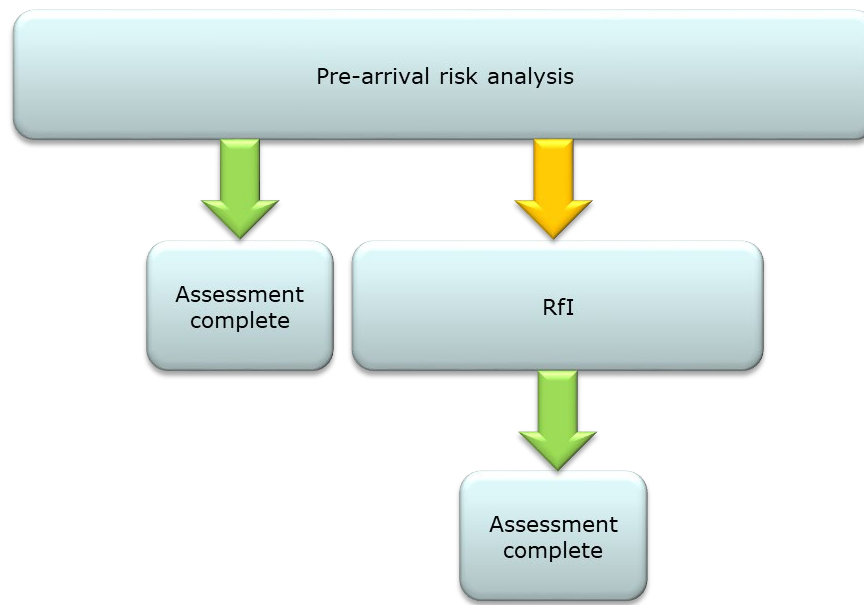 Pre-arrival risk analysis
Assessment
complete
RfI
Assessment
complete